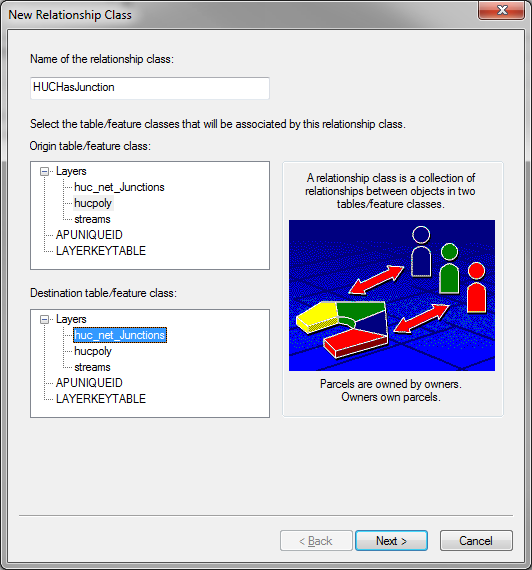 New Relationship Class
Name of the relationship class:
HUCHasJunction
Select the table/feature classes that will be associated by this relationship class.
Origin table/feature class:
Layers
huc_net_Junctions
hucpoly
streams
APUNIQUEID
LAYERKEYTABLE
A relationship class is a collection of
relationships between objects in two
tables/feature classes.
Destination table/feature class:
Layers
huc_net_Junctions
hucpoly
streams
APUNIQUEID
LAYERKEYTABLE
Parcels are owned by owners.
Owners own parcels.
< Back
Next >
Cancel